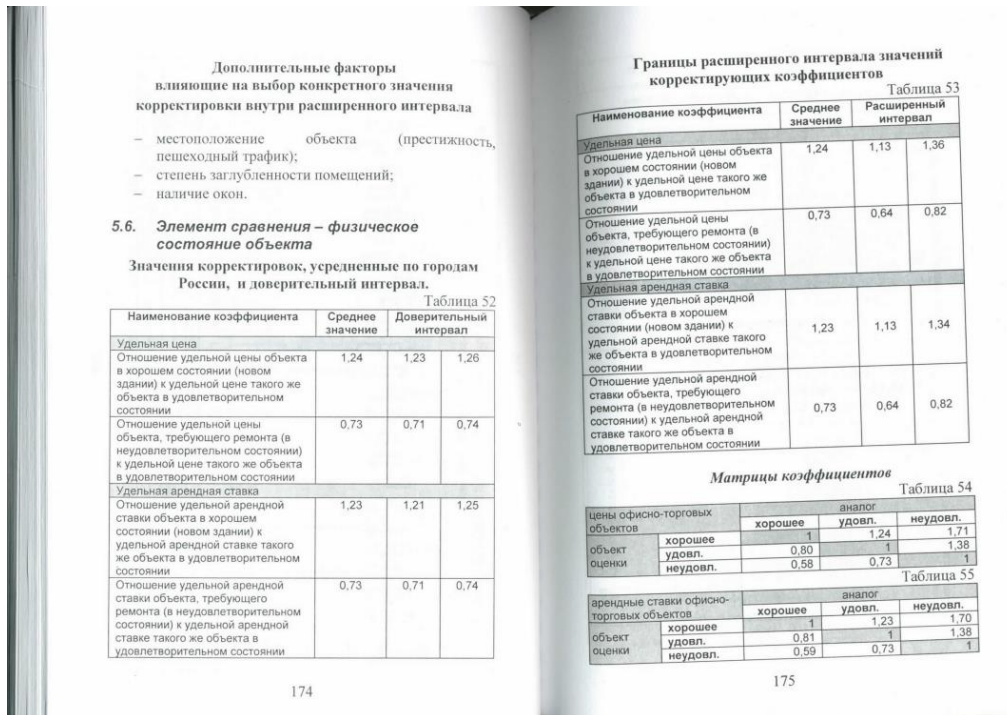 Дополнительные факторы
влияющие на выбор конкретного значения
корректировки внутри расширенного интервала
– местоположение объекта (престижность,
пешеходный трафик);
– степень заглубленности помещений;
– наличие окон.
5.6. Элемент сравнения – физическое
состояние объекта
Значения корректировок, усредненные по городам
России, и доверительный интервал.
Таблица 52
Наименование коэффициента Среднее Доверительный
значение интервал
Удельная цена
Отношение удельной цены объекта 1,24 1,23 1,26
в хорошем состоянии (новом
здании) к удельной цене такого же
объекта в удовлетворительном
состоянии
Отношение удельной цены 0,73 0,71 0,74
объекта, требующего ремонта (в
неудовлетворительном состоянии)
к удельной цене такого же объекта
в удовлетворительном состоянии
Удельная арендная ставка
Отношение удельной арендной 1,23 1,21 1,25
ставки объекта в хорошем
состоянии (новом здании) к
удельной арендной ставке такого
же объекта в удовлетворительном
состоянии
Отношение удельной арендной 0,73 0,71 0,74
ставки объекта, требующего
ремонта (в неудовлетворительном
состоянии) к удельной арендной
ставке такого же объекта в
удовлетворительном состоянии
174
Границы расширенного интервала значений
корректирующих коэффициентов
Таблица 53
Наименование коэффициента Среднее Расширенный
значение интервал
Удельная цена
Отношение удельной цены объекта 1,24 1,13 1,36
в хорошем состоянии (новом
здании) к удельной цене такого же
объекта в удовлетворительном
состоянии
Отношение удельной цены 0,73 0,64 0,82
объекта, требующего ремонта (в
неудовлетворительном состоянии)
к удельной цене такого же объекта
в удовлетворительном состоянии
Удельная арендная ставка
Отношение удельной арендной
ставки объекта в хорошем
состоянии (новом здании) к 1,23 1,13 1,34
удельной арендной ставке такого
же объекта в удовлетворительном
состоянии
Отношение удельной арендной
ставки объекта, требующего
ремонта (в неудовлетворительном 0,73 0,64 0,82
состоянии) к удельной арендной
ставке такого же объекта в
удовлетворительном состоянии
Матрицы коэффициентов
Таблица 54
цены офисно-торговых аналог
объектов хорошее удовл. неудовл.
объект оценки хорошее 1 1,24 1,71
удовл. 0,80 1 1,38
неудовл. 0,58 0,73 1
Таблица 55
арендные ставки офисно- аналог
торговых объектов хорошее удовл. неудовл.
объект оценки хорошее 1 1,23 1,70
удовл. 0,81 1 1,38
неудовл. 0,59 0,73 1
175